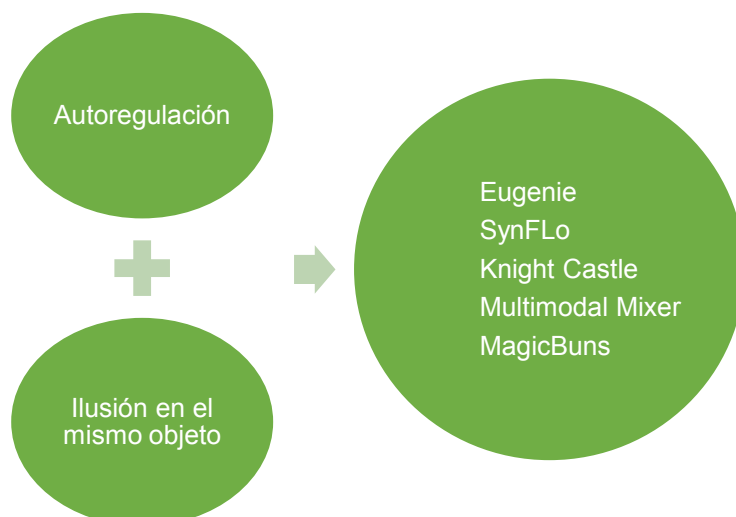 Autoregulación
Ilusión en el
mismo objeto
Eugenie
SynFLo
Knight Castle
Multimodal Mixer
MagicBuns